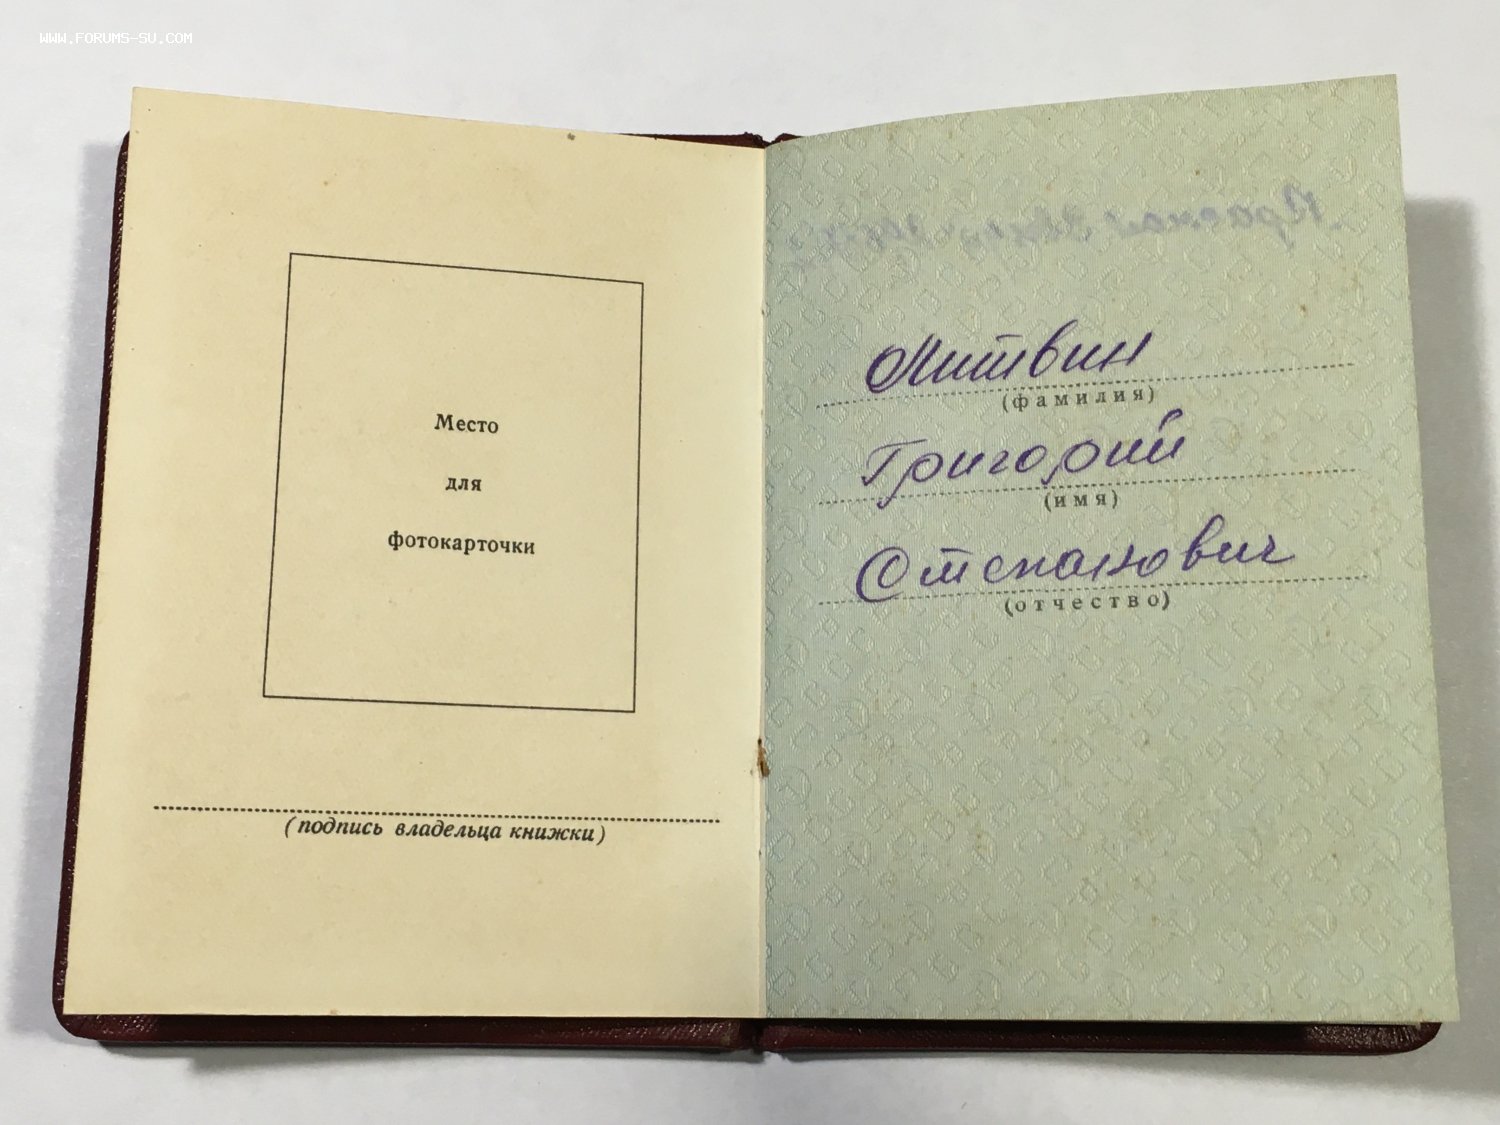 WWW.FORUMS-SU.COM
Место
для
фотокарточки
(подпись владельца книжки)
Литвин
(фамилия)
Григорий
(имя)
Степанович
(отчество)